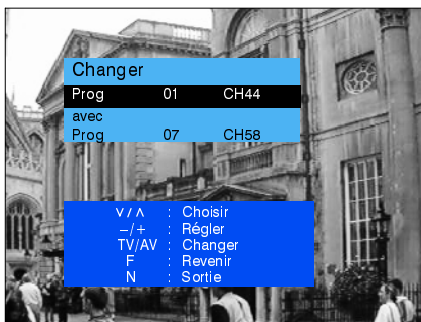 Changer
Prog 01 CH44
avec
Prog 07 CH58
∨/∧ : Choisir
–/+ : Régler
TV/AV : Changer
F : Revenir
N : Sortie